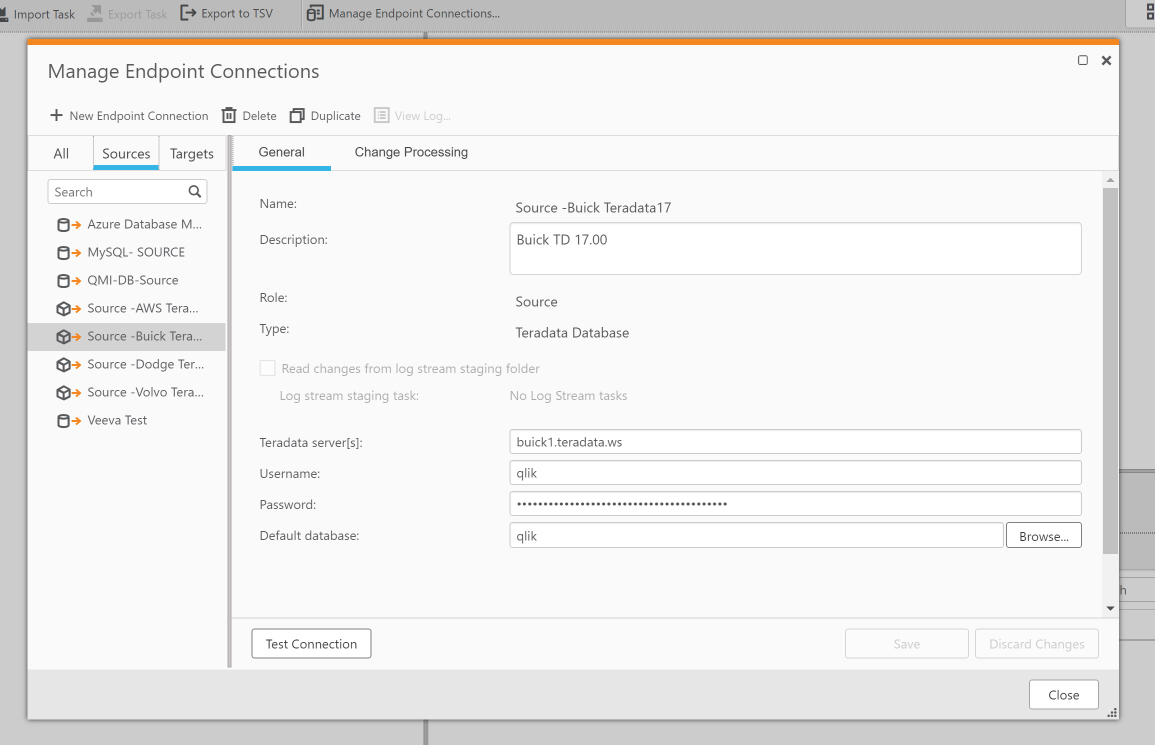 Import Task Export Task Export to TSV Manage Endpoint Connections...
Manage Endpoint Connections
New Endpoint Connection Delete Duplicate View Log...
All Sources Targets General Change Processing
Search
Azure Database M...
MySQL- SOURCE
QMI-DB-Source
Source -AWS Tera...
Source -Buick Tera...
Source -Dodge Ter...
Source -Volvo Tera...
Veeva Test
Name: Source -Buick Teradata17
Description: Buick TD 17.00
Role: Source
Type: Teradata Database
Read changes from log stream staging folder
Log stream staging task: No Log Stream tasks
Teradata server[s]: buick1.teradata.ws
Username: qlik
Password: ••••••••••••••••••••••••••••••••••••••••
Default database: qlik Browse...
h
Test Connection Save Discard Changes
Close